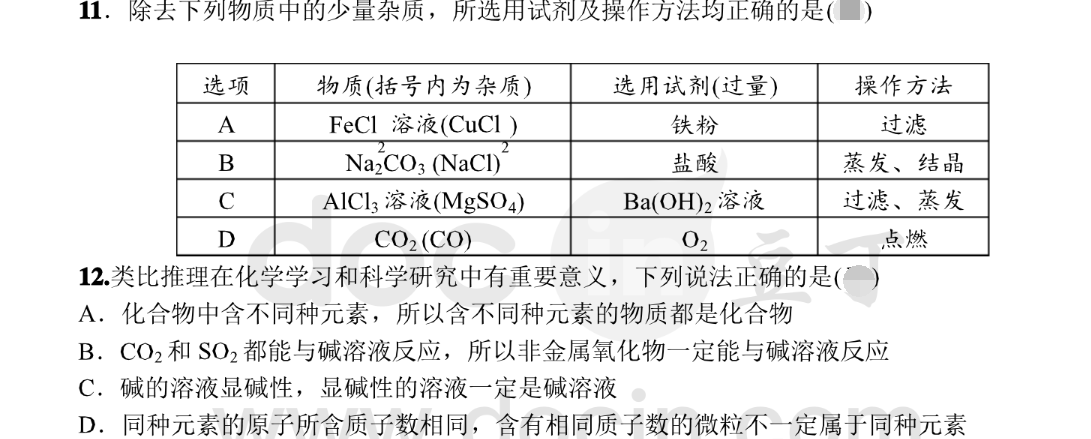 11．除去下列物质中的少量杂质，所选用试剂及操作方法均正确的是( )
选项 物质(括号内为杂质) 选用试剂(过量) 操作方法
A FeCl₂ 溶液(CuCl₂) 铁粉 过滤
B Na₂CO₃ (NaCl) 盐酸 蒸发、结晶
C AlCl₃ 溶液(MgSO₄) Ba(OH)₂ 溶液 过滤、蒸发
D CO₂ (CO) O₂ 点燃
12.类比推理在化学学习和科学研究中有重要意义，下列说法正确的是( )
A．化合物中含不同种元素，所以含不同种元素的物质都是化合物
B．CO₂ 和 SO₂ 都能与碱溶液反应，所以非金属氧化物一定能与碱溶液反应
C．碱的溶液显碱性，显碱性的溶液一定是碱溶液
D．同种元素的原子所含质子数相同，含有相同质子数的微粒不一定属于同种元素
docin 豆丁
www.docin.com